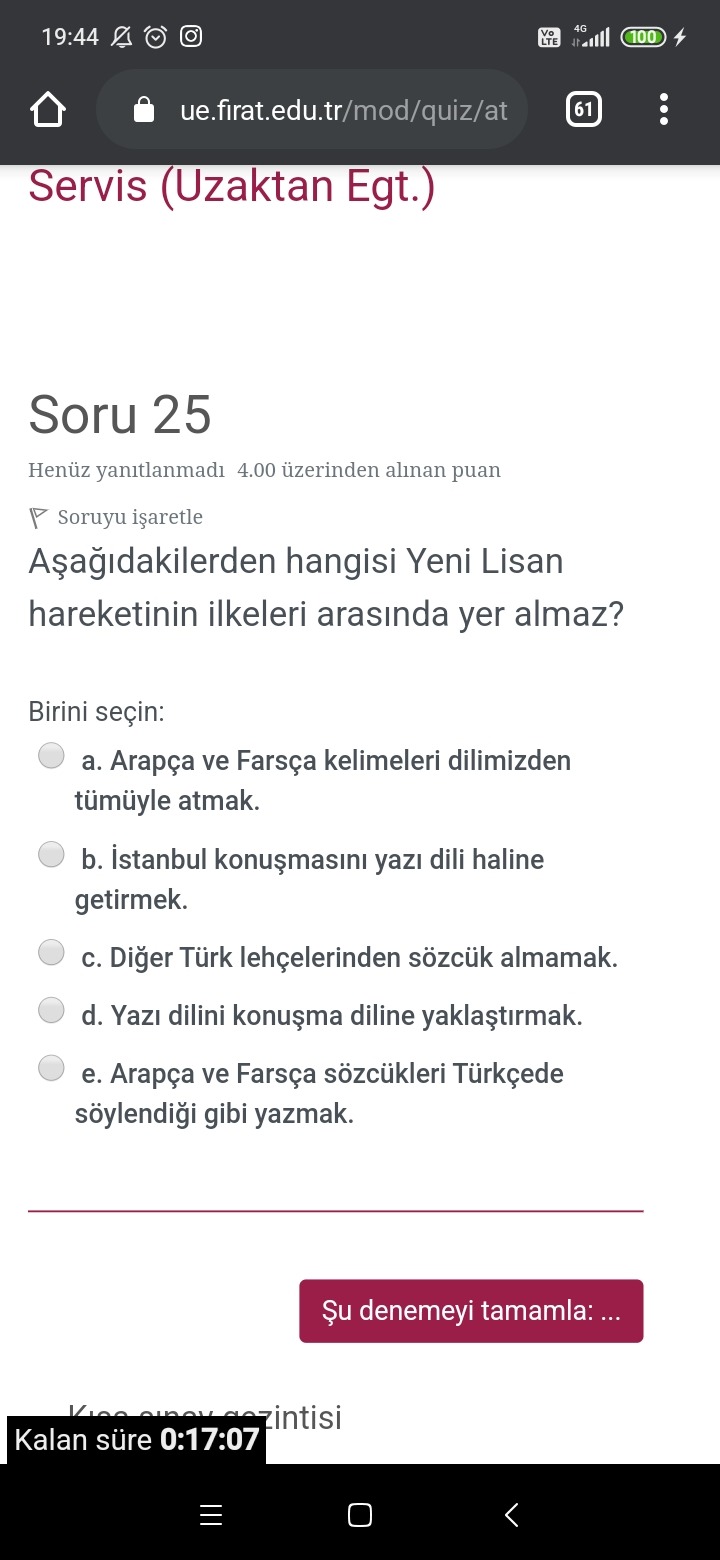 19:44
Vo LTE 4G 100
61
ue.firat.edu.tr/mod/quiz/at
Servis (Uzaktan Egt.)
Soru 25
Henüz yanıtlanmadı 4.00 üzerinden alınan puan
Soruyu işaretle
Aşağıdakilerden hangisi Yeni Lisan
hareketinin ilkeleri arasında yer almaz?
Birini seçin:
a. Arapça ve Farsça kelimeleri dilimizden
tümüyle atmak.
b. İstanbul konuşmasını yazı dili haline
getirmek.
c. Diğer Türk lehçelerinden sözcük almamak.
d. Yazı dilini konuşma diline yaklaştırmak.
e. Arapça ve Farsça sözcükleri Türkçede
söylendiği gibi yazmak.
Şu denemeyi tamamla: ...
Kısa sınav gezintisi
Kalan süre 0:17:07